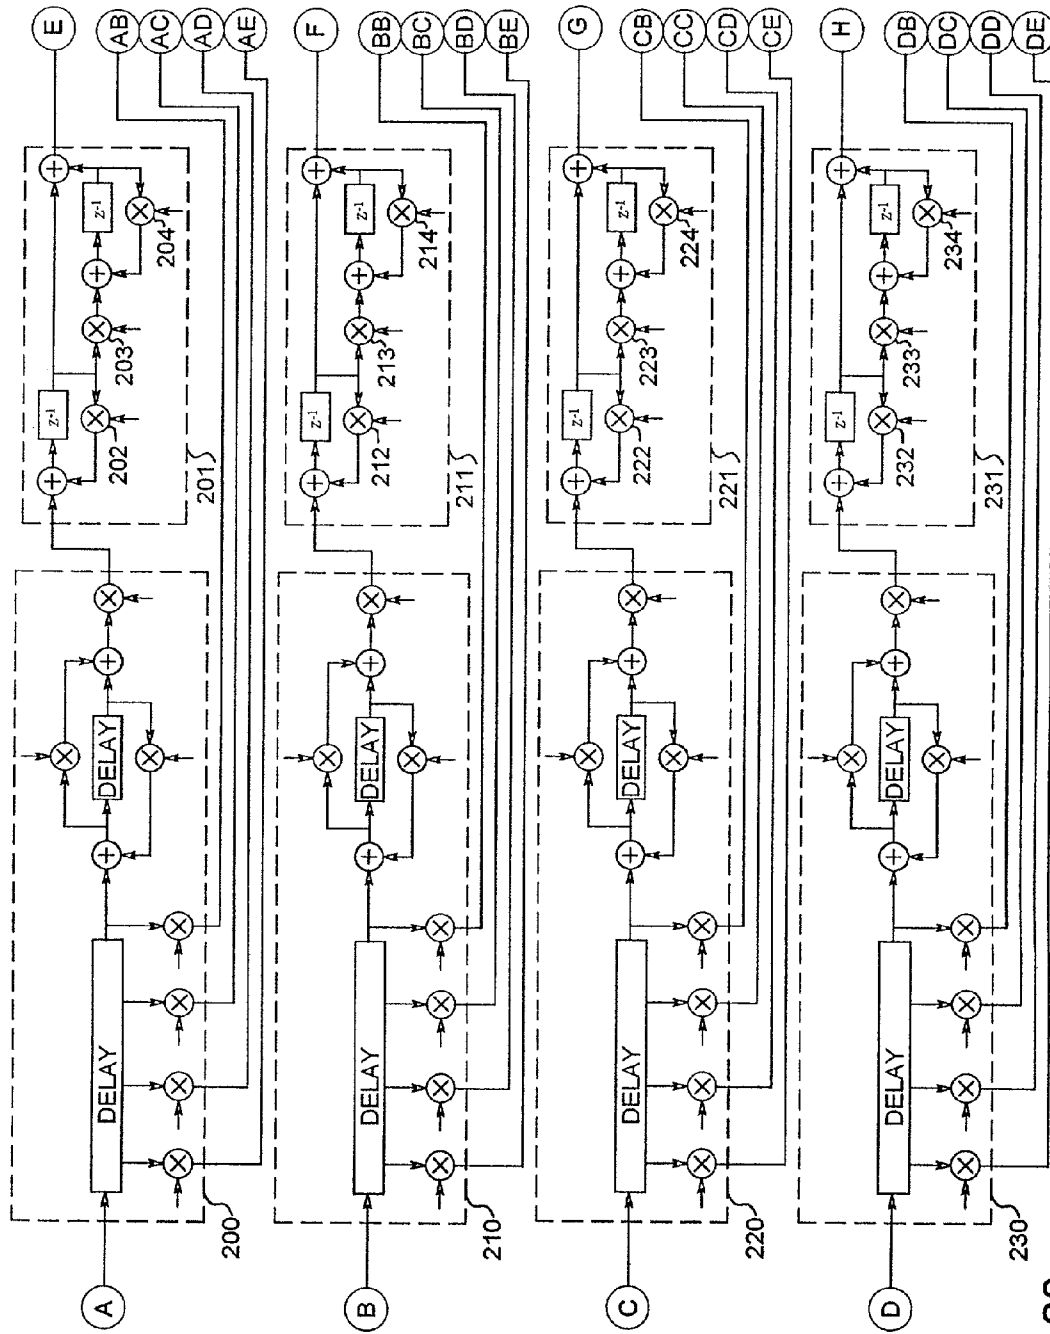 A
DELAY
DELAY
200
z-1
202
203
z-1
204
201
E
AB
AC
AD
AE
B
DELAY
DELAY
210
z-1
212
213
z-1
214
211
F
BB
BC
BD
BE
C
DELAY
DELAY
220
z-1
222
223
z-1
224
221
G
CB
CC
CD
CE
D
DELAY
DELAY
230
z-1
232
233
z-1
234
231
H
DB
DC
DD
DE